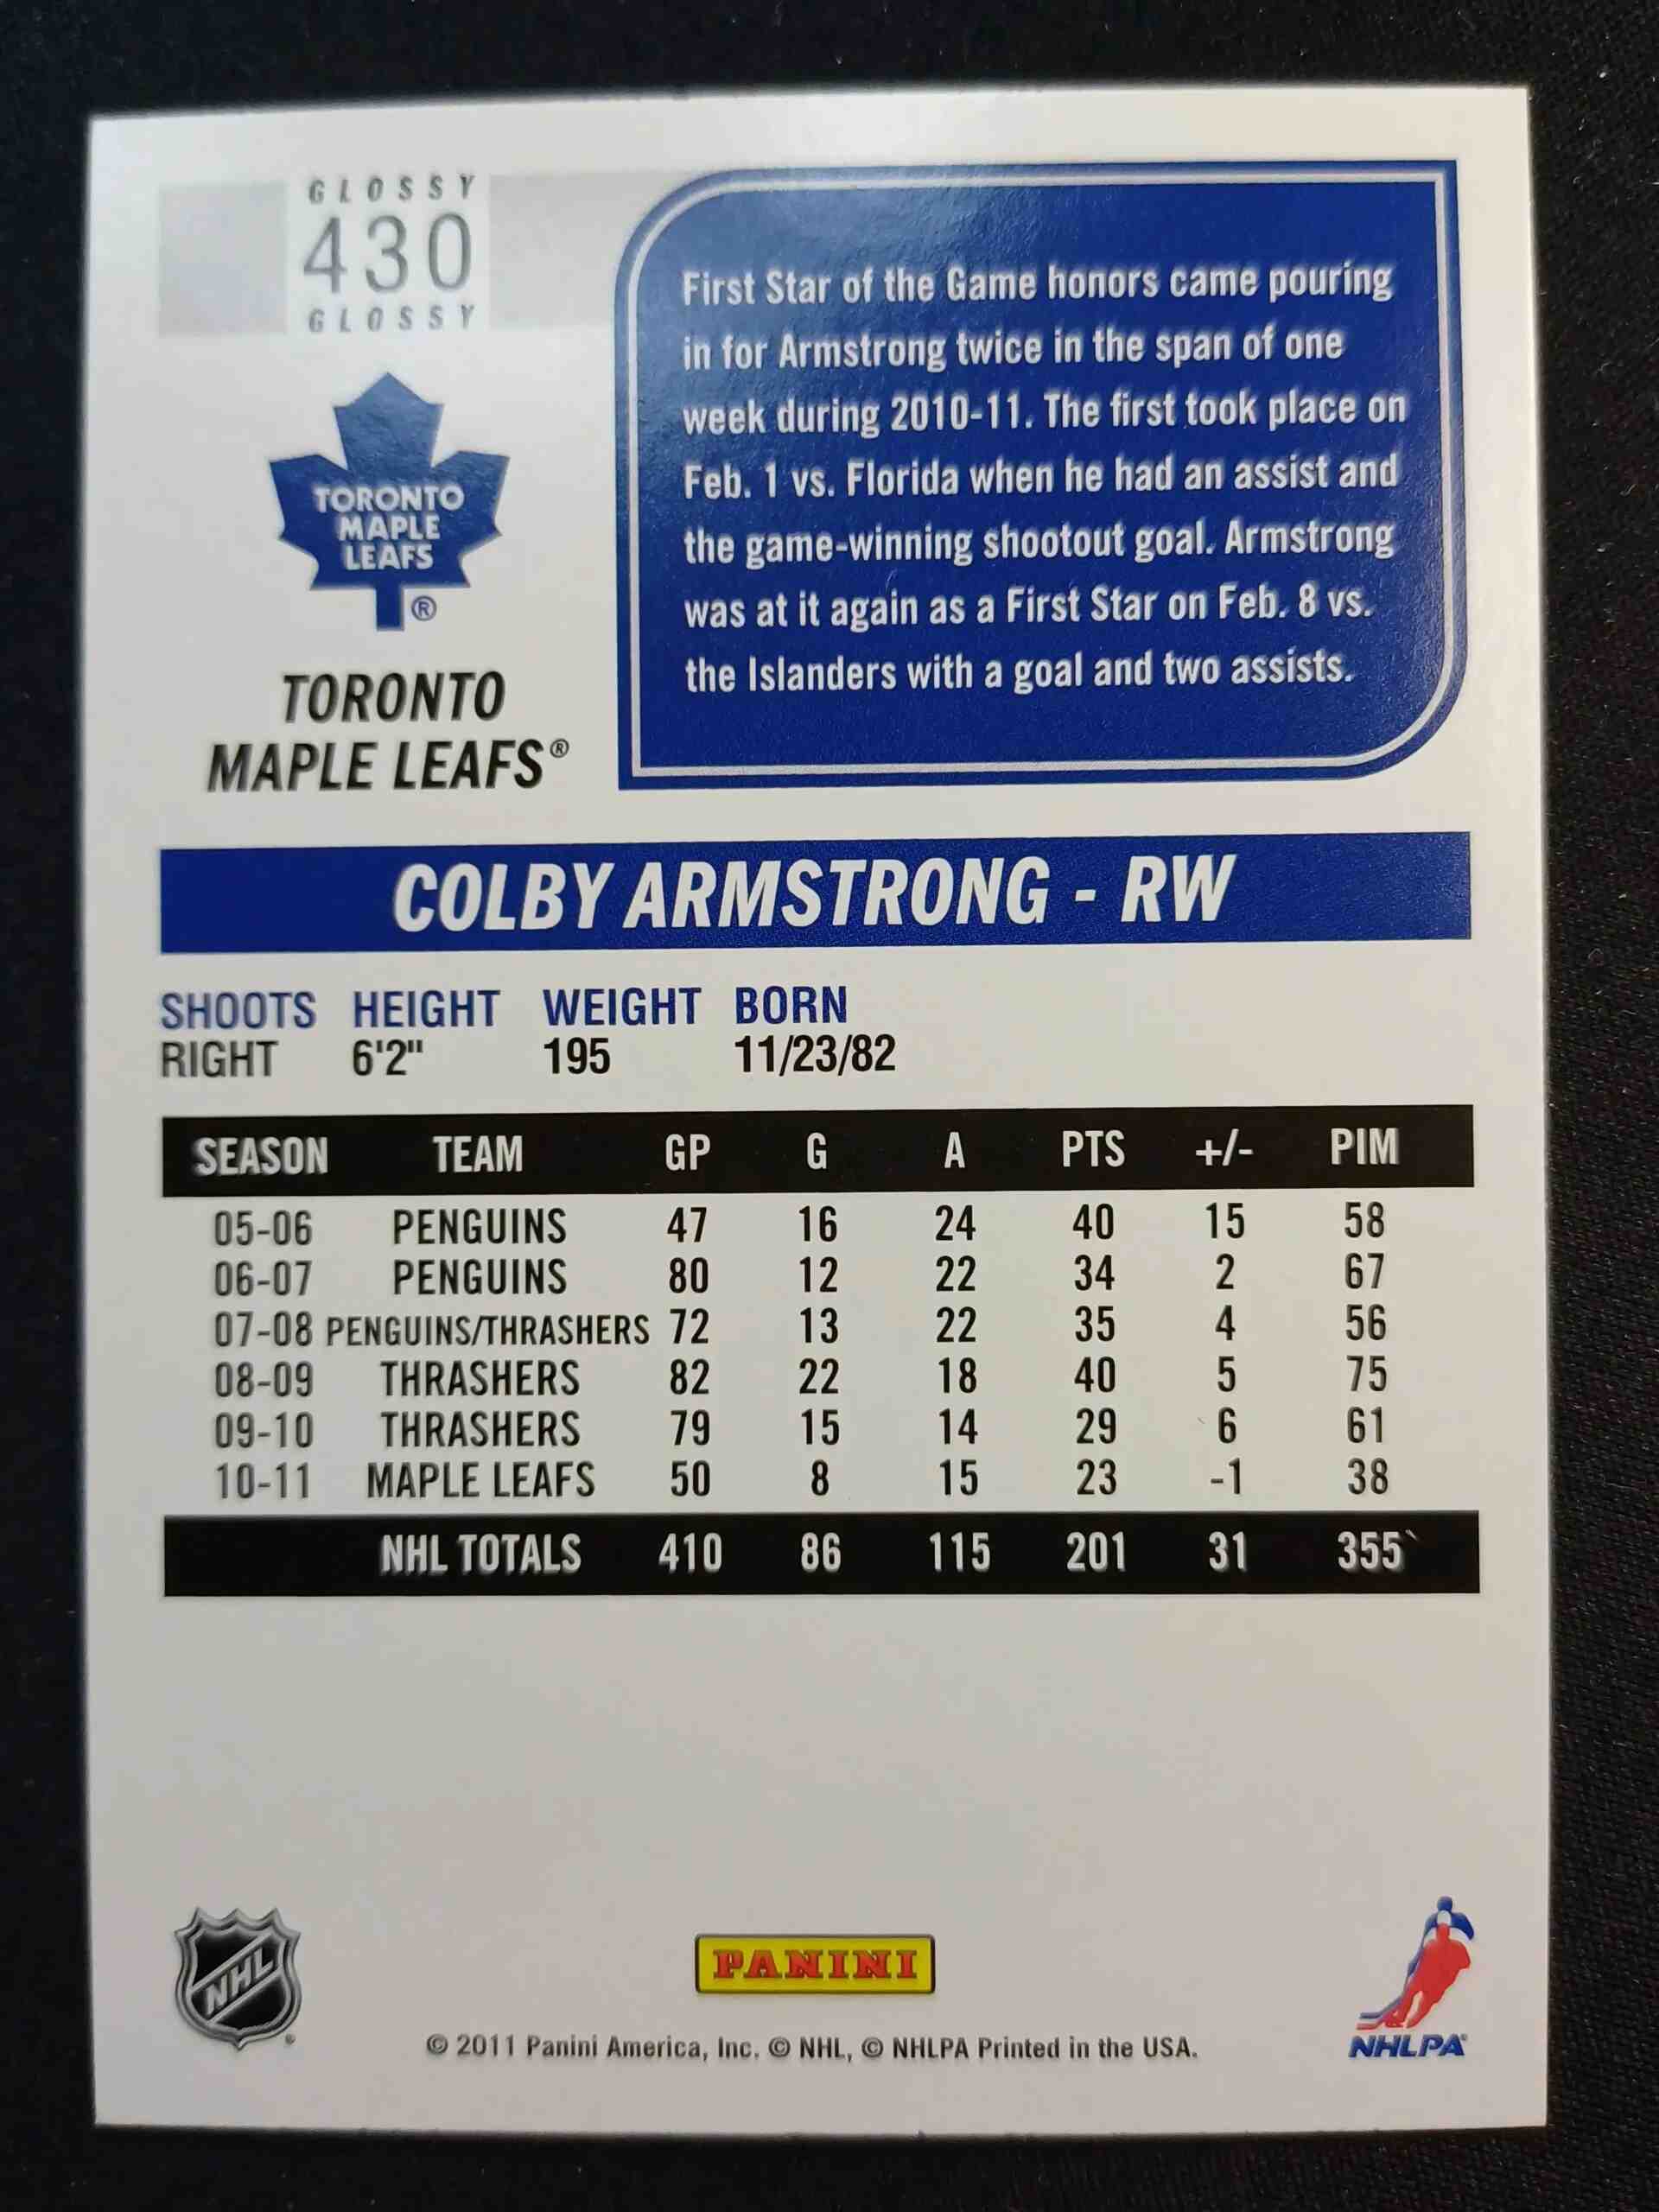 GLOSSY
430
GLOSSY
TORONTO
MAPLE
LEAFS
®
TORONTO
MAPLE LEAFS®
First Star of the Game honors came pouring
in for Armstrong twice in the span of one
week during 2010-11. The first took place on
Feb. 1 vs. Florida when he had an assist and
the game-winning shootout goal. Armstrong
was at it again as a First Star on Feb. 8 vs.
the Islanders with a goal and two assists.
COLBY ARMSTRONG - RW
SHOOTS HEIGHT WEIGHT BORN
RIGHT 6'2" 195 11/23/82
SEASON TEAM GP G A PTS +/- PIM
05-06 PENGUINS 47 16 24 40 15 58
06-07 PENGUINS 80 12 22 34 2 67
07-08 PENGUINS/THRASHERS 72 13 22 35 4 56
08-09 THRASHERS 82 22 18 40 5 75
09-10 THRASHERS 79 15 14 29 6 61
10-11 MAPLE LEAFS 50 8 15 23 -1 38
NHL TOTALS 410 86 115 201 31 355
NHL
PANINI
NHLPA
© 2011 Panini America, Inc. © NHL, © NHLPA Printed in the USA.